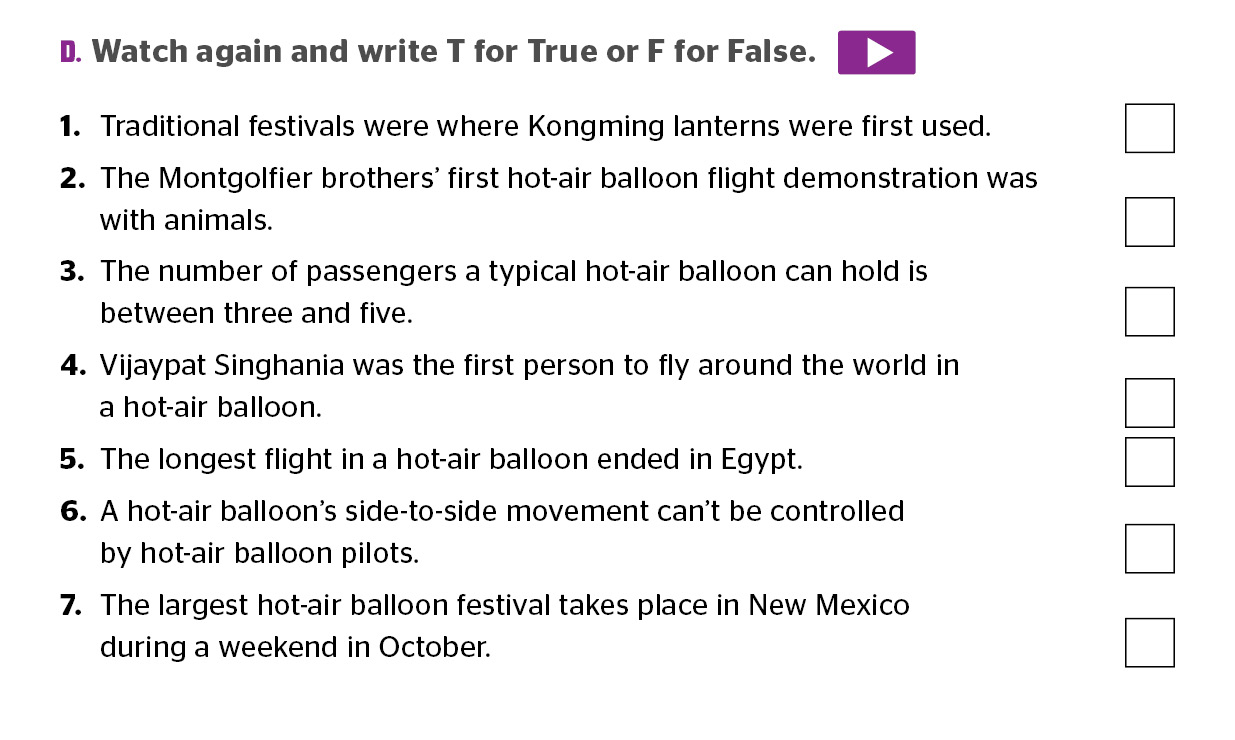 D. Watch again and write T for True or F for False.
1. Traditional festivals were where Kongming lanterns were first used.
2. The Montgolfier brothers’ first hot-air balloon flight demonstration was
with animals.
3. The number of passengers a typical hot-air balloon can hold is
between three and five.
4. Vijaypat Singhania was the first person to fly around the world in
a hot-air balloon.
5. The longest flight in a hot-air balloon ended in Egypt.
6. A hot-air balloon’s side-to-side movement can’t be controlled
by hot-air balloon pilots.
7. The largest hot-air balloon festival takes place in New Mexico
during a weekend in October.